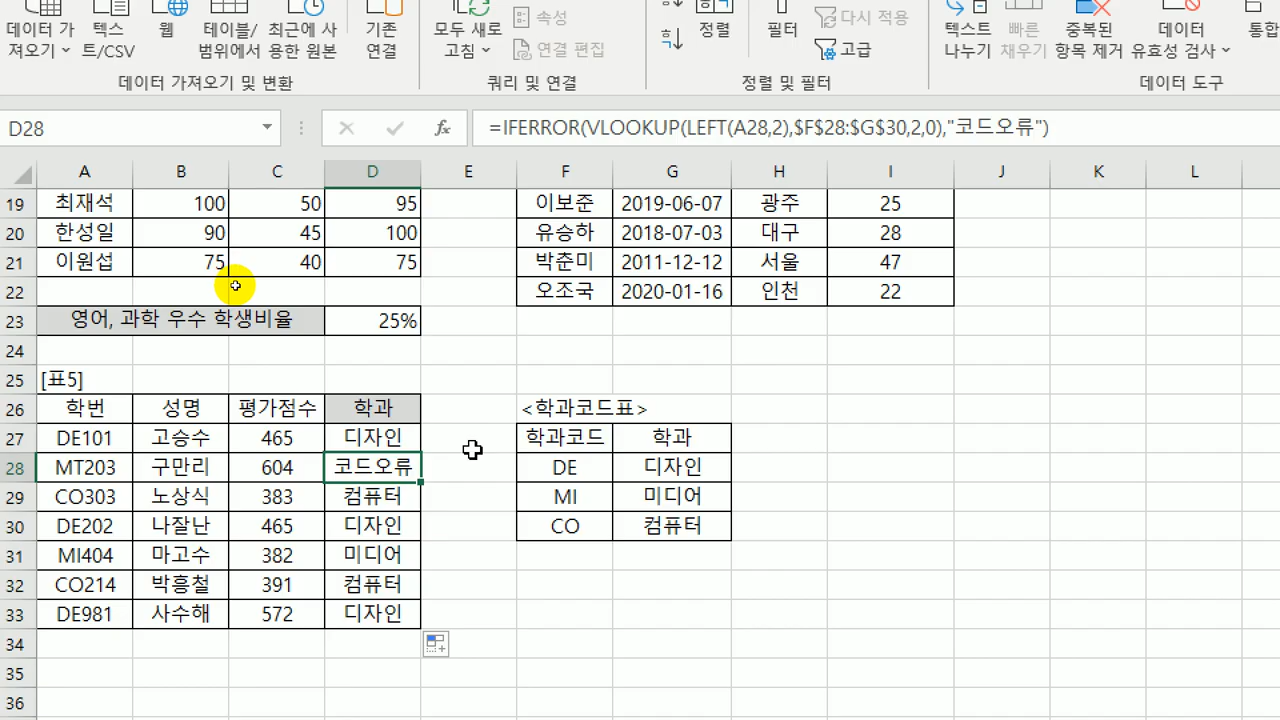 데이터 가져오기 텍스트/CSV 웹 테이블/범위에서 최근에 사용한 원본 기존 연결 모두 새로 고침 속성 연결 편집 정렬 필터 다시 적용 고급 텍스트 나누기 빠른 채우기 중복된 항목 제거 데이터 유효성 검사 통합
데이터 가져오기 및 변환 쿼리 및 연결 정렬 및 필터 데이터 도구
D28 fx =IFERROR(VLOOKUP(LEFT(A28,2),$F$28:$G$30,2,0),"코드오류")
A B C D E F G H I J K L
19 최재석 100 50 95 이보준 2019-06-07 광주 25
20 한성일 90 45 100 유승하 2018-07-03 대구 28
21 이원섭 75 40 75 박춘미 2011-12-12 서울 47
22 오조국 2020-01-16 인천 22
23 영어, 과학 우수 학생비율 25%
24
25 [표5]
26 학번 성명 평가점수 학과 <학과코드표>
27 DE101 고승수 465 디자인 학과코드 학과
28 MT203 구만리 604 코드오류 DE 디자인
29 CO303 노상식 383 컴퓨터 MI 미디어
30 DE202 나잘난 465 디자인 CO 컴퓨터
31 MI404 마고수 382 미디어
32 CO214 박흥철 391 컴퓨터
33 DE981 사수해 572 디자인
34
35
36